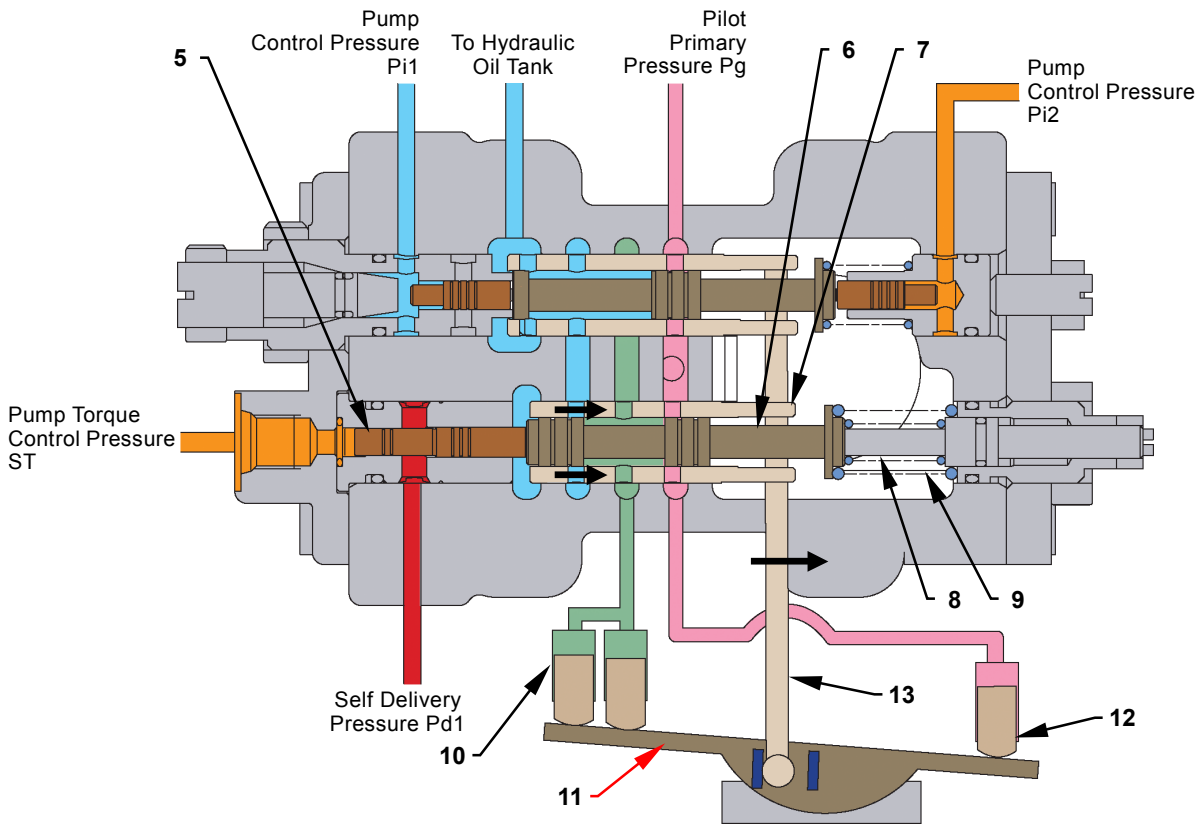 Pump
Control Pressure
Pi1
To Hydraulic
Oil Tank
Pilot
Primary
Pressure Pg
5
6
7
Pump
Control Pressure
Pi2
Pump Torque
Control Pressure
ST
8
9
Self Delivery
Pressure Pd1
10
11
13
12